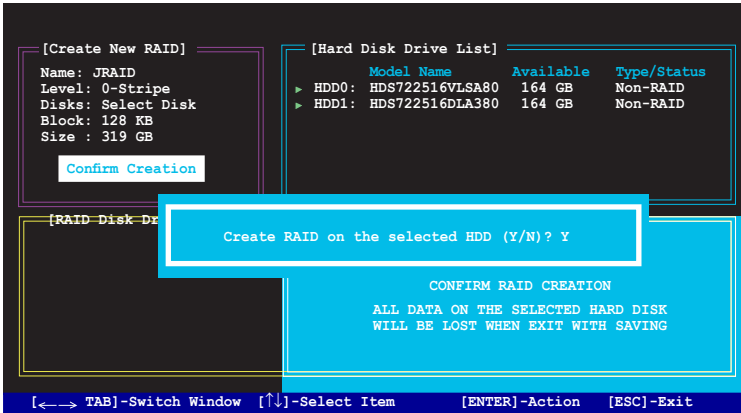 [Create New RAID]
Name: JRAID
Level: 0-Stripe
Disks: Select Disk
Block: 128 KB
Size : 319 GB
Confirm Creation
[Hard Disk Drive List]
Model Name Available Type/Status
▶ HDD0: HDS722516VLSA80 164 GB Non-RAID
▶ HDD1: HDS722516DLA380 164 GB Non-RAID
[RAID Disk Dr
Create RAID on the selected HDD (Y/N)? Y
CONFIRM RAID CREATION
ALL DATA ON THE SELECTED HARD DISK
WILL BE LOST WHEN EXIT WITH SAVING
[←→ TAB]-Switch Window [↑↓]-Select Item [ENTER]-Action [ESC]-Exit